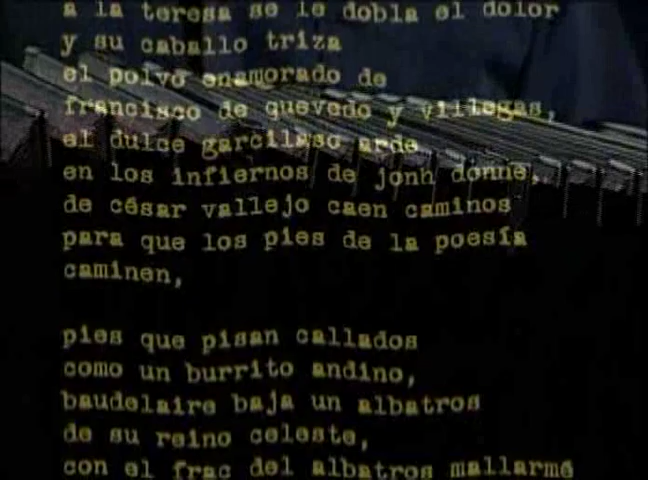 a la teresa se le dobla el dolor
y su caballo triza
el polvo enamorado de
francisco de quevedo y villegas,
el dulce garcilaso arde
en los infiernos de jonh donne,
de césar vallejo caen caminos
para que los pies de la poesía
caminen,
pies que pisan callados
como un burrito andino,
baudelaire baja un albatros
de su reino celeste,
con el frac del albatros mallarmé